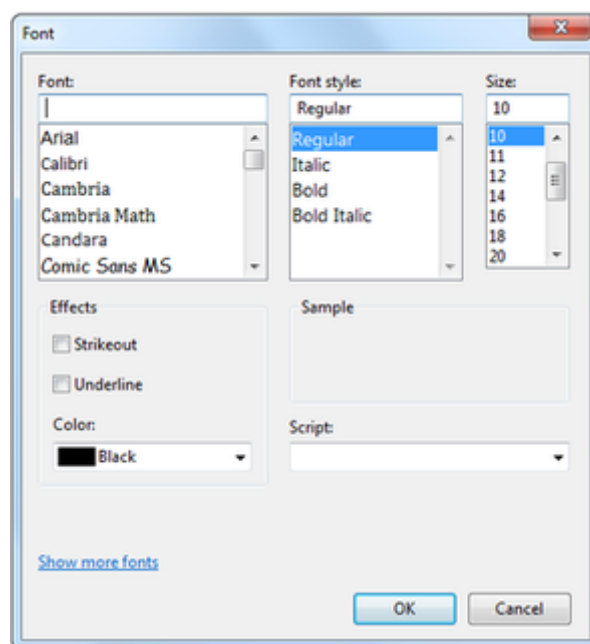 Font
Font: Font style: Size:
Regular 10
Arial Regular 10
Calibri Italic 11
Cambria Bold 12
Cambria Math Bold Italic 14
Candara 16
Comic Sans MS 18
20
Effects Sample
Strikeout
Underline
Color: Script:
Black
Show more fonts
OK Cancel